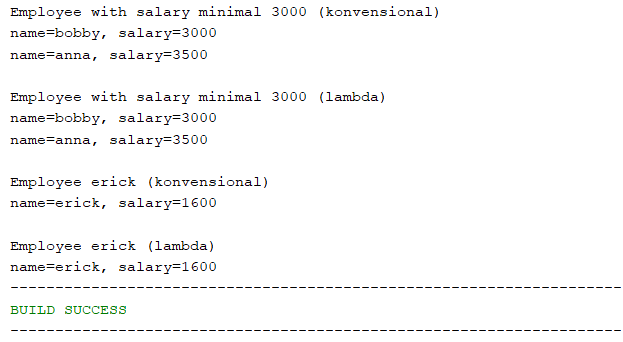 Employee with salary minimal 3000 (konvensional)
name=bobby, salary=3000
name=anna, salary=3500
Employee with salary minimal 3000 (lambda)
name=bobby, salary=3000
name=anna, salary=3500
Employee erick (konvensional)
name=erick, salary=1600
Employee erick (lambda)
name=erick, salary=1600
------------------------------------------------------------------------
BUILD SUCCESS
------------------------------------------------------------------------